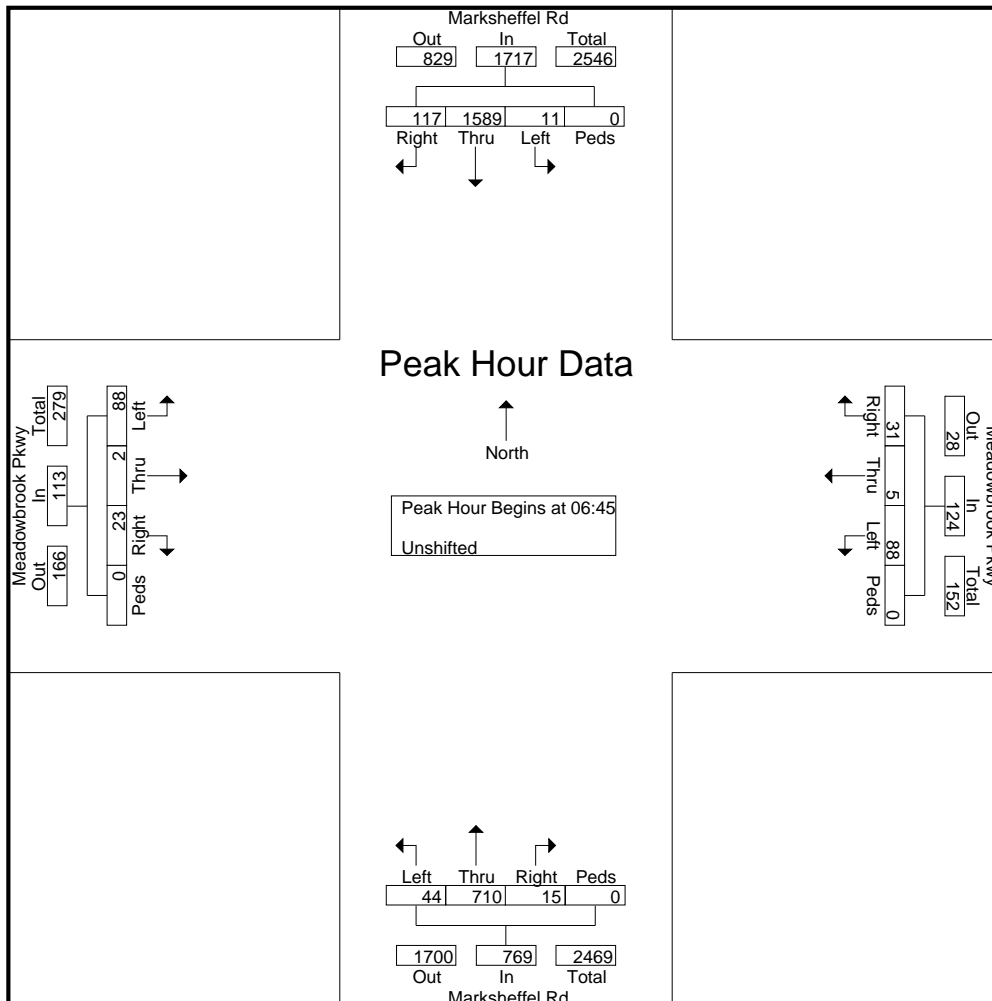 Marksheffel Rd
Out In Total
829 1717 2546
117 1589 11 0
Right Thru Left Peds
Peak Hour Data
North
Peak Hour Begins at 06:45
Unshifted
Meadowbrook Pkwy
Out In Total
166 113 279
88 2 23 0
Left Thru Right Peds
Meadowbrook Pkwy
Out In Total
28 124 152
31 5 88 0
Right Thru Left Peds
Left Thru Right Peds
44 710 15 0
1700 769 2469
Out In Total
Marksheffel Rd